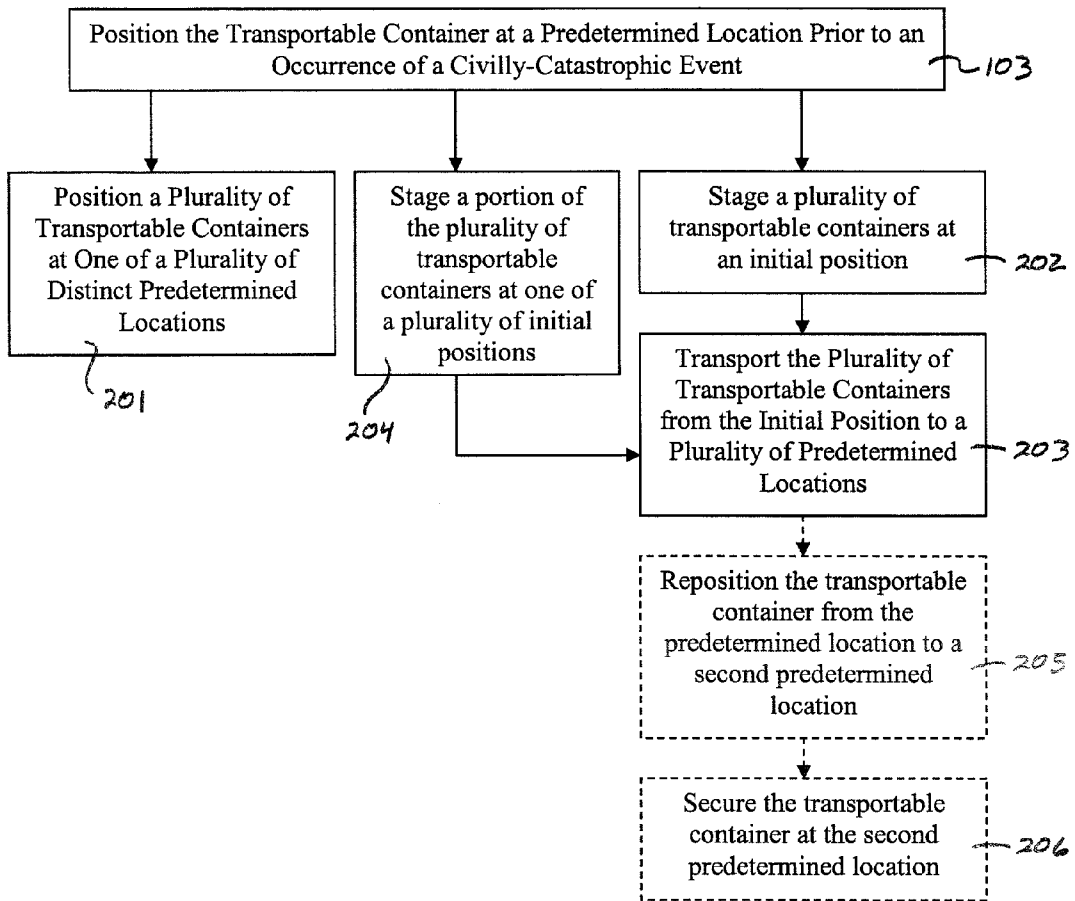 Position the Transportable Container at a Predetermined Location Prior to an
Occurrence of a Civilly-Catastrophic Event
103
Position a Plurality of
Transportable Containers
at One of a Plurality of
Distinct Predetermined
Locations
201
Stage a portion of
the plurality of
transportable
containers at one of
a plurality of initial
positions
204
Stage a plurality of
transportable containers at
an initial position
202
Transport the Plurality of
Transportable Containers
from the Initial Position to a
Plurality of Predetermined
Locations
203
Reposition the transportable
container from the
predetermined location to a
second predetermined
location
205
Secure the transportable
container at the second
predetermined location
206